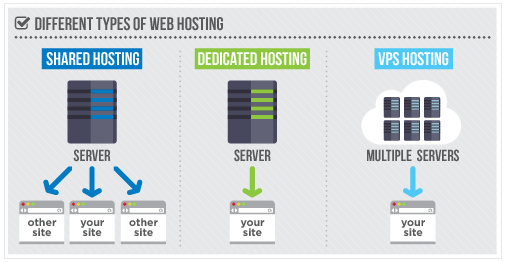 DIFFERENT TYPES OF WEB HOSTING
SHARED HOSTING
SERVER
other site
your site
other site
DEDICATED HOSTING
SERVER
your site
VPS HOSTING
MULTIPLE SERVERS
your site